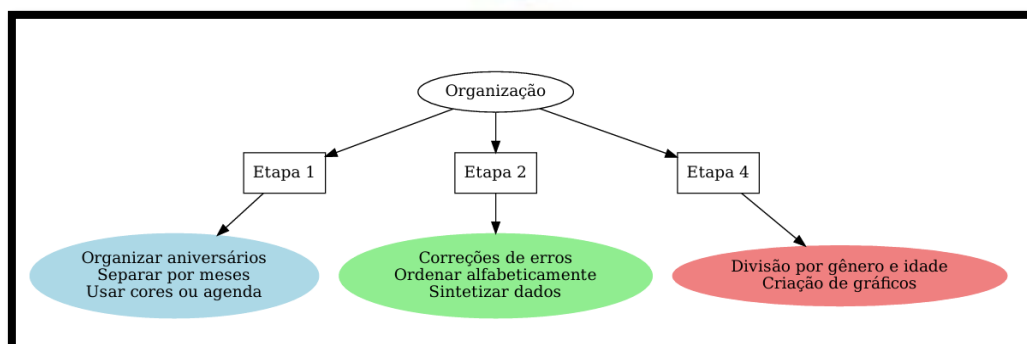 Organização
Etapa 1
Etapa 2
Etapa 4
Organizar aniversários
Separar por meses
Usar cores ou agenda
Correções de erros
Ordenar alfabeticamente
Sintetizar dados
Divisão por gênero e idade
Criação de gráficos